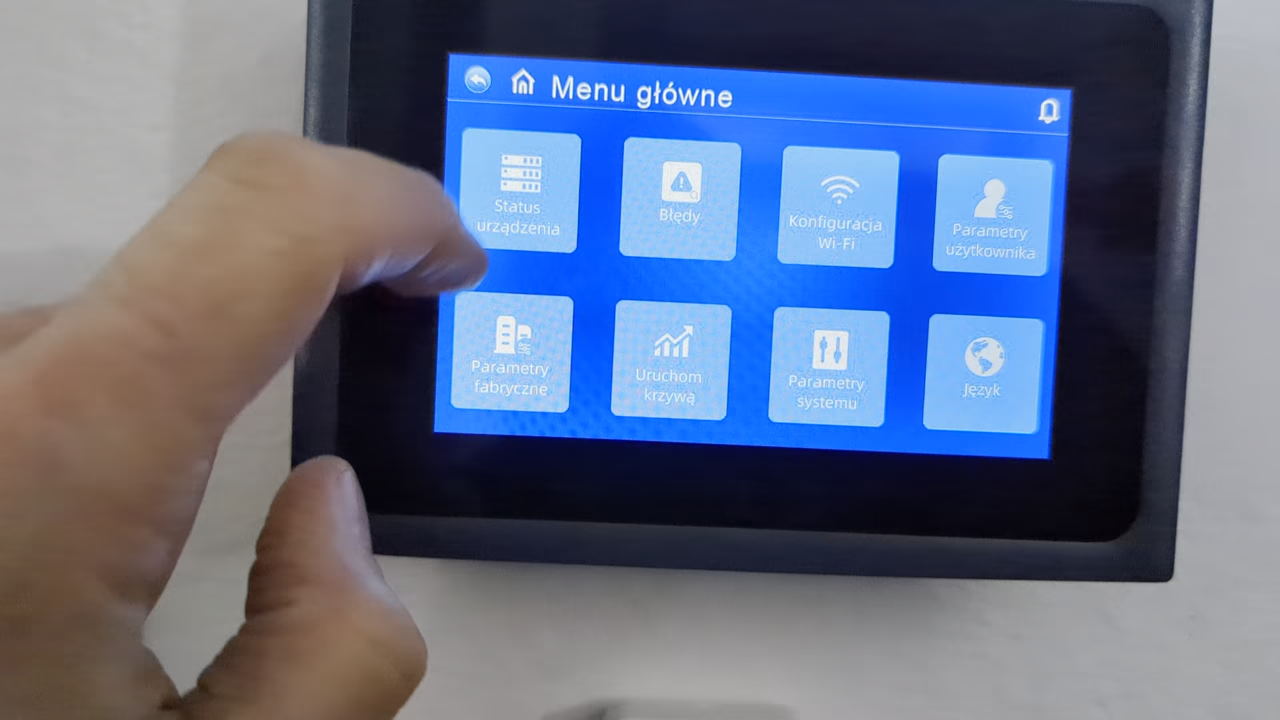 Menu główne
Status
urządzenia
Błędy
Konfiguracja
Wi-Fi
Parametry
użytkownika
Parametry
fabryczne
Uruchom
krzywą
Parametry
systemu
Język